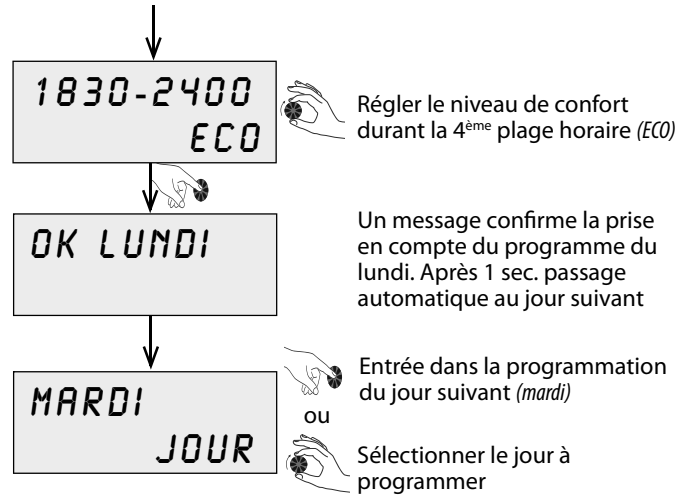 1830-2400
ECO
Régler le niveau de confort
durant la 4ème plage horaire (ECO)
OK LUNDI
Un message confirme la prise
en compte du programme du
lundi. Après 1 sec. passage
automatique au jour suivant
MARDI
JOUR
Entrée dans la programmation
du jour suivant (mardi)
ou
Sélectionner le jour à
programmer